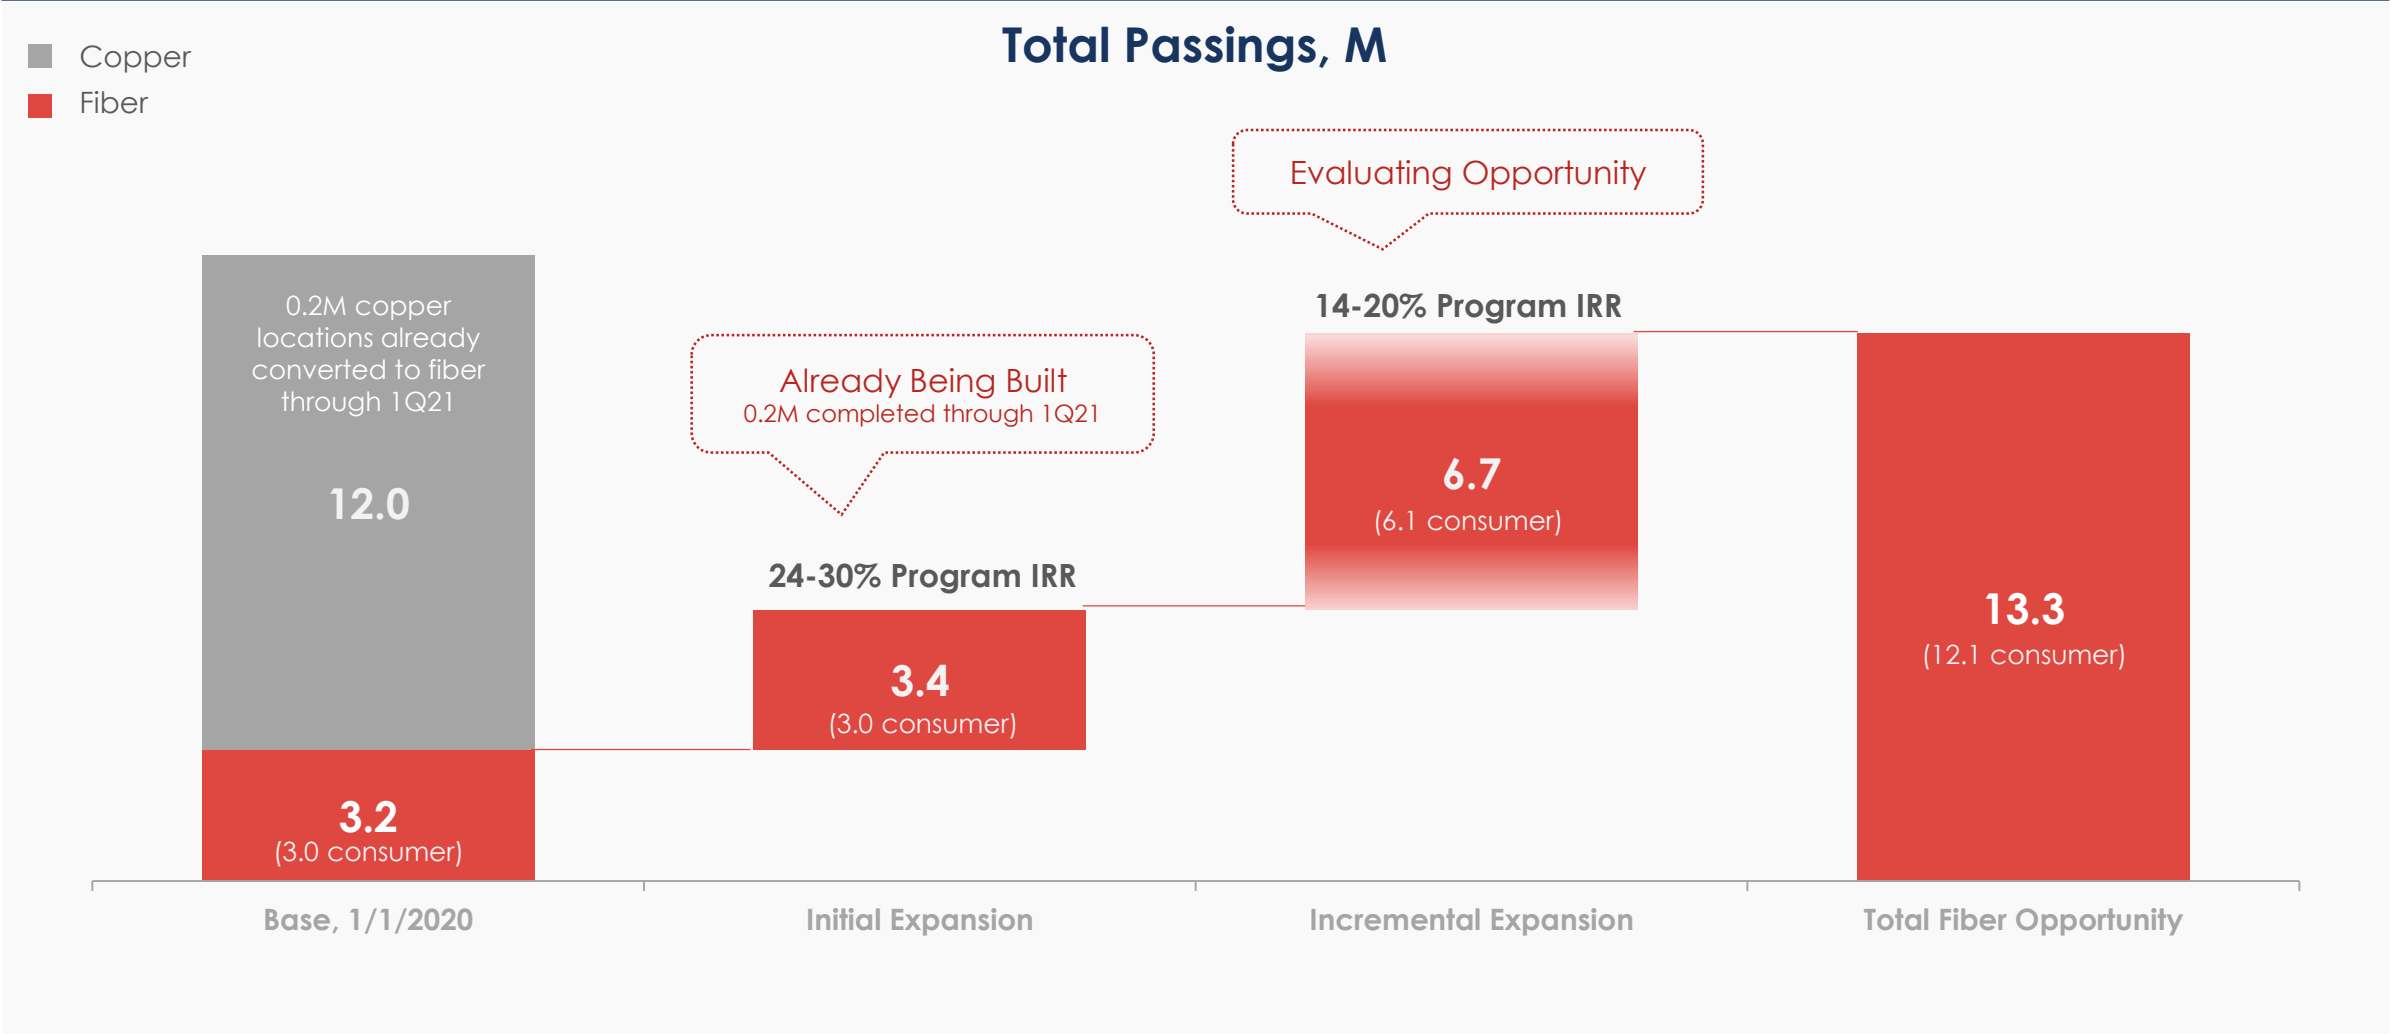 Total Passings, M
Copper
Fiber
0.2M copper
locations already
converted to fiber
through 1Q21
12.0
3.2
(3.0 consumer)
Already Being Built
0.2M completed through 1Q21
24-30% Program IRR
3.4
(3.0 consumer)
Evaluating Opportunity
14-20% Program IRR
6.7
(6.1 consumer)
13.3
(12.1 consumer)
Base, 1/1/2020
Initial Expansion
Incremental Expansion
Total Fiber Opportunity